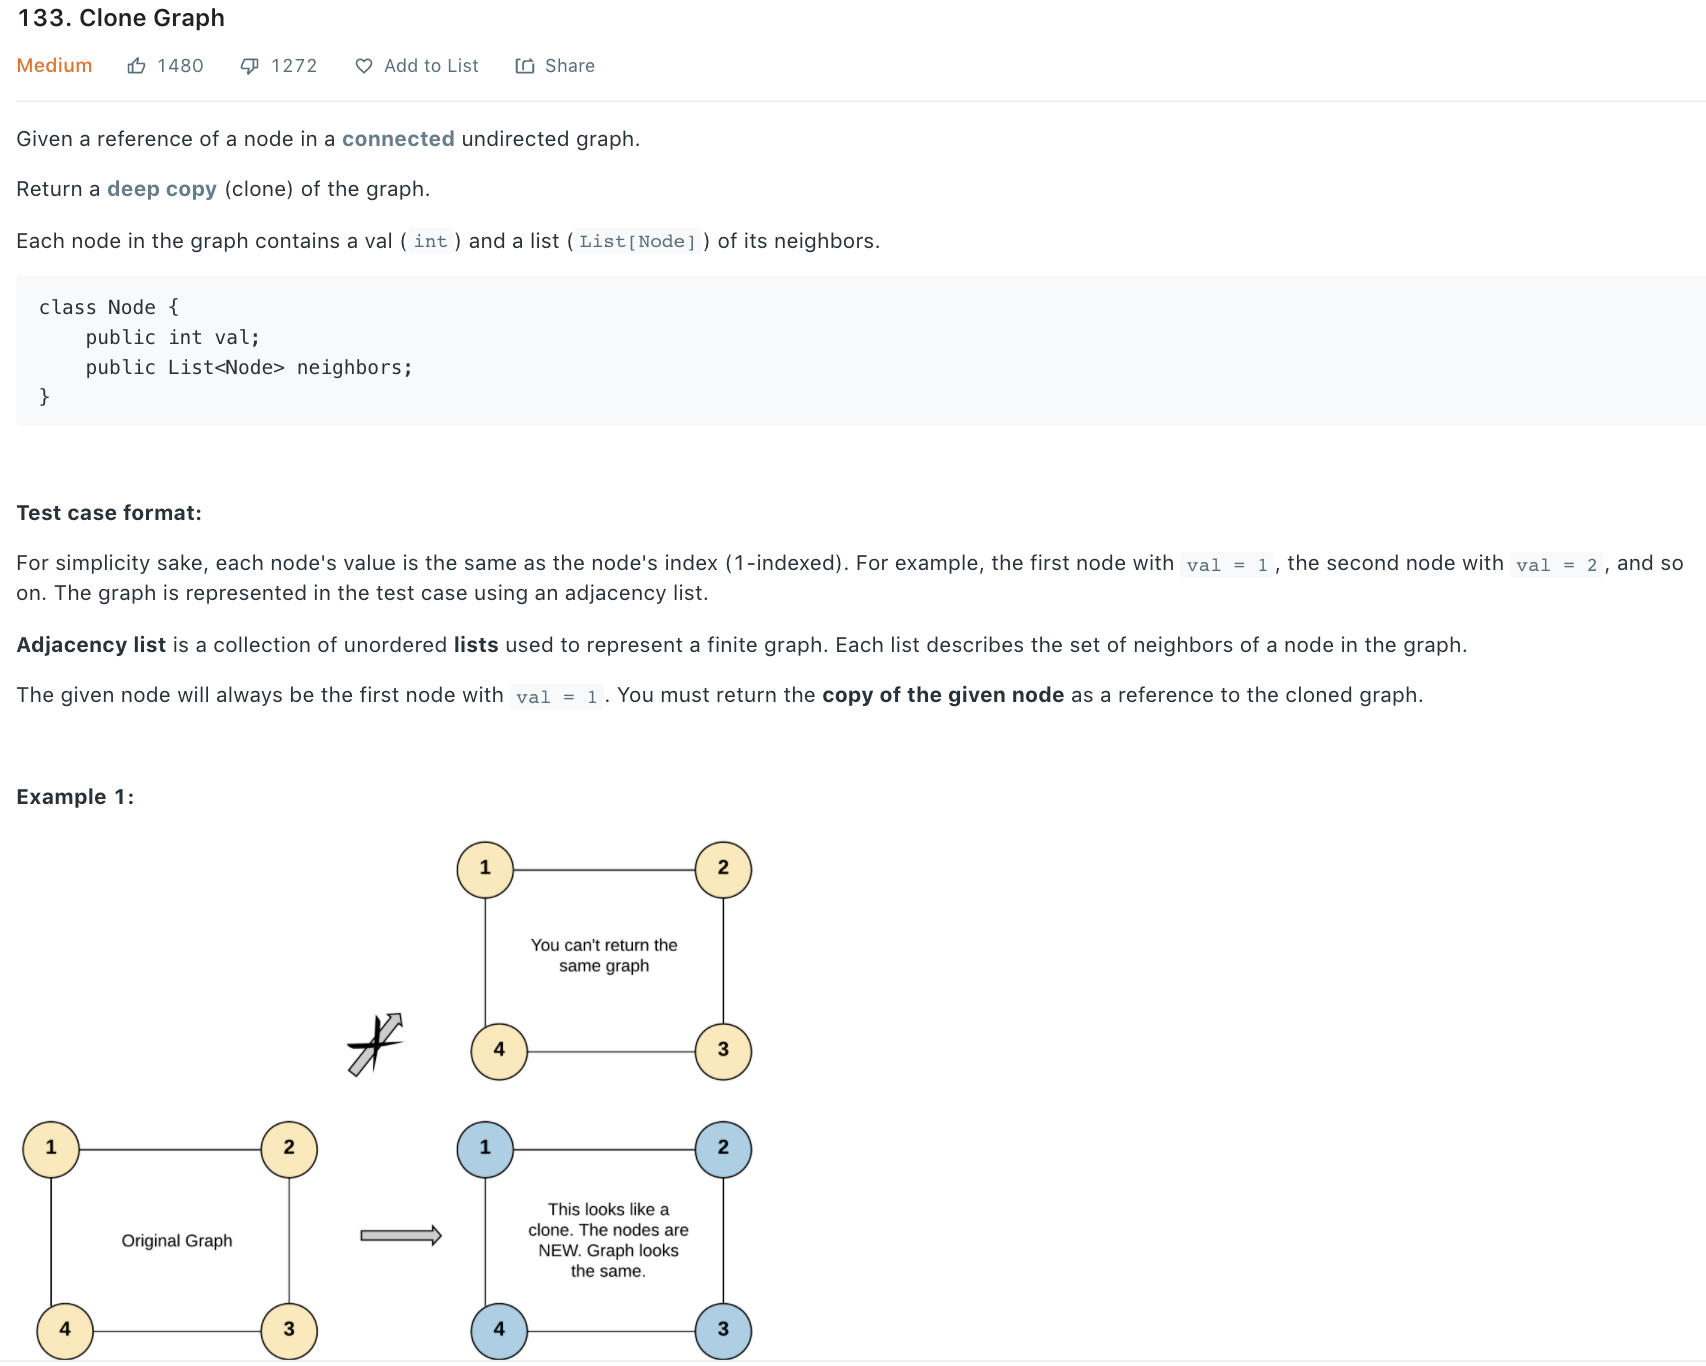 133. Clone Graph
Medium 1480 1272 Add to List Share
Given a reference of a node in a connected undirected graph.
Return a deep copy (clone) of the graph.
Each node in the graph contains a val ( int ) and a list ( List[Node] ) of its neighbors.
class Node {
    public int val;
    public List<Node> neighbors;
}
Test case format:
For simplicity sake, each node's value is the same as the node's index (1-indexed). For example, the first node with val = 1 , the second node with val = 2 , and so
on. The graph is represented in the test case using an adjacency list.
Adjacency list is a collection of unordered lists used to represent a finite graph. Each list describes the set of neighbors of a node in the graph.
The given node will always be the first node with val = 1 . You must return the copy of the given node as a reference to the cloned graph.
Example 1:
1 2
You can't return the
same graph
4 3
1 2
Original Graph
4 3
1 2
This looks like a
clone. The nodes are
NEW. Graph looks
the same.
4 3